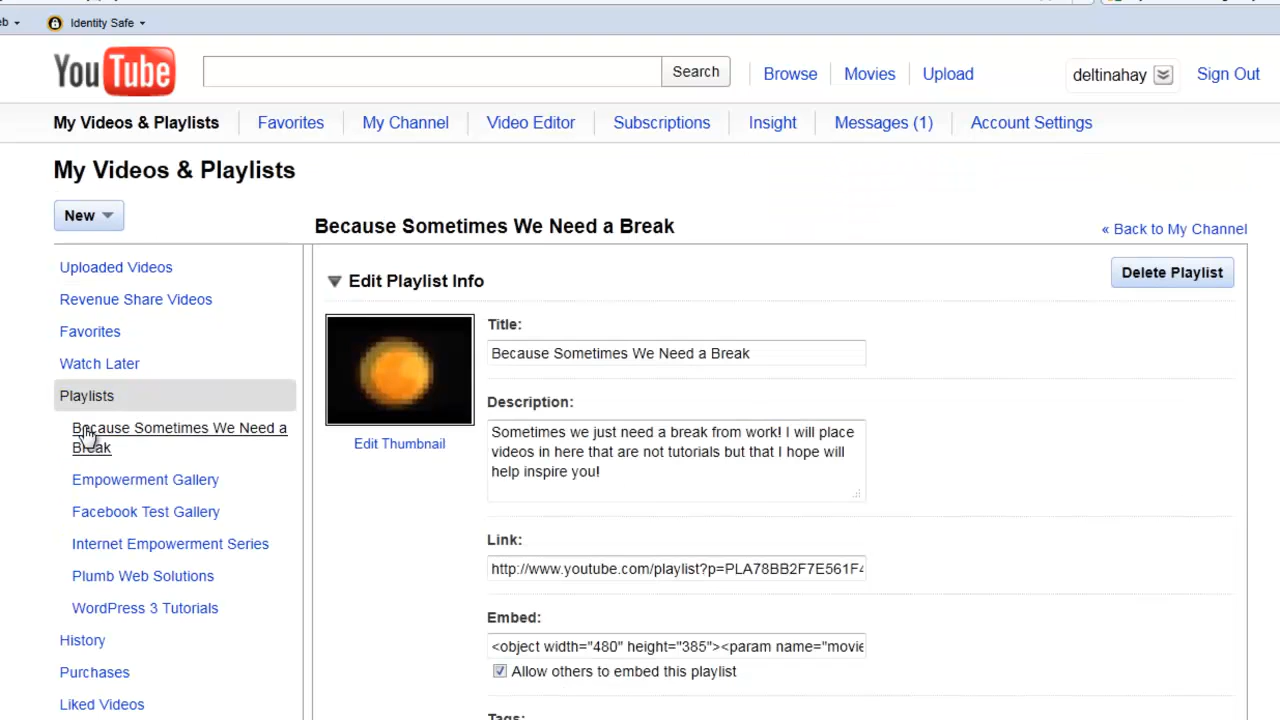 Identity Safe
YouTube
Search
Browse
Movies
Upload
deltinahay
Sign Out
My Videos & Playlists
Favorites
My Channel
Video Editor
Subscriptions
Insight
Messages (1)
Account Settings
My Videos & Playlists
New
Because Sometimes We Need a Break
« Back to My Channel
Uploaded Videos
Revenue Share Videos
Favorites
Watch Later
Playlists
Because Sometimes We Need a
Break
Empowerment Gallery
Facebook Test Gallery
Internet Empowerment Series
Plumb Web Solutions
WordPress 3 Tutorials
History
Purchases
Liked Videos
Edit Playlist Info
Delete Playlist
Edit Thumbnail
Title:
Because Sometimes We Need a Break
Description:
Sometimes we just need a break from work! I will place
videos in here that are not tutorials but that I hope will
help inspire you!
Link:
http://www.youtube.com/playlist?p=PLA78BB2F7E561F4
Embed:
<object width="480" height="385"><param name="movie
Allow others to embed this playlist
Tags: